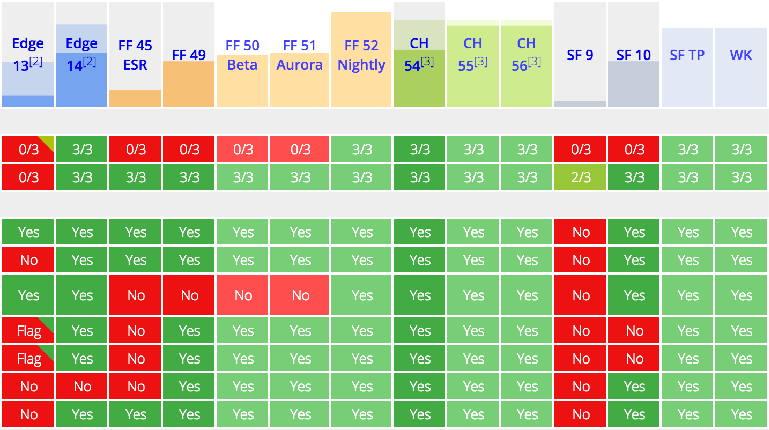 Edge 13[2] Edge 14[2] FF 45 ESR FF 49 FF 50 Beta FF 51 Aurora FF 52 Nightly CH 54[3] CH 55[3] CH 56[3] SF 9 SF 10 SF TP WK
0/3 3/3 0/3 0/3 0/3 0/3 3/3 3/3 3/3 3/3 0/3 0/3 3/3 3/3
0/3 3/3 3/3 3/3 3/3 3/3 3/3 3/3 3/3 3/3 2/3 3/3 3/3 3/3
Yes Yes Yes Yes Yes Yes Yes Yes Yes Yes No Yes Yes Yes
No Yes Yes Yes Yes Yes Yes Yes Yes Yes No Yes Yes Yes
Yes Yes No No No No Yes Yes Yes Yes No Yes Yes Yes
Flag Yes No Yes Yes Yes Yes Yes Yes Yes No No Yes Yes
Flag Yes No Yes Yes Yes Yes Yes Yes Yes No No Yes Yes
No No No Yes Yes Yes Yes Yes Yes Yes No Yes Yes Yes
No Yes Yes Yes Yes Yes Yes Yes Yes Yes No Yes Yes Yes